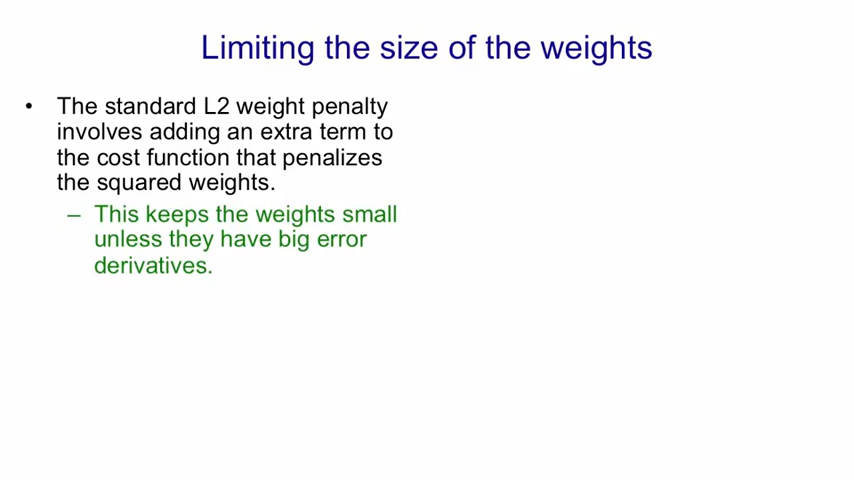 Limiting the size of the weights
• The standard L2 weight penalty
involves adding an extra term to
the cost function that penalizes
the squared weights.
– This keeps the weights small
unless they have big error
derivatives.